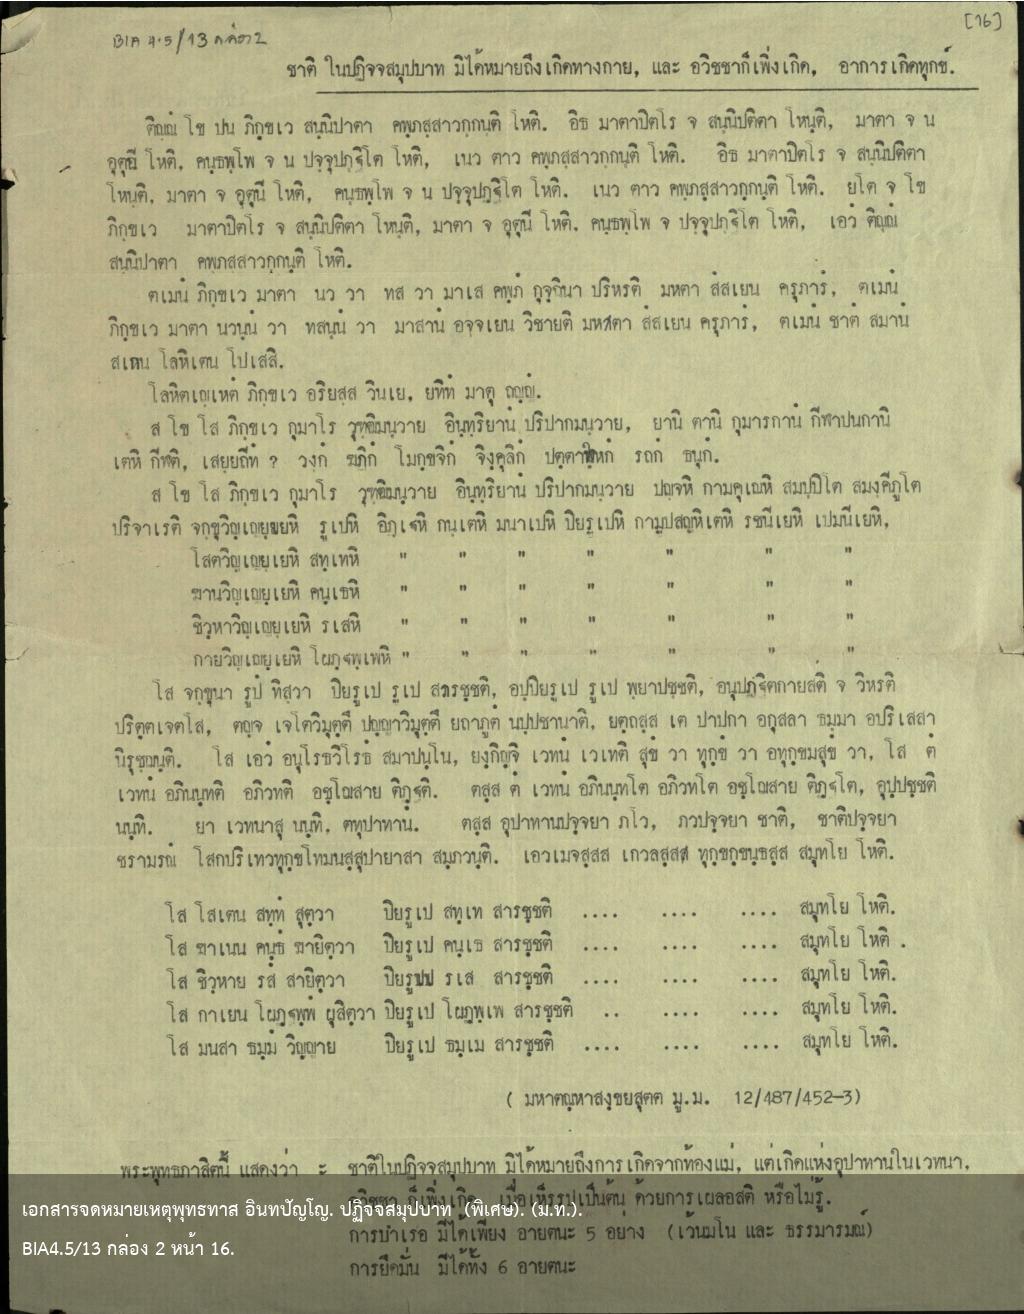 [16]
BIA 4.5/13 กล่อง 2
ชาติ ในปฏิจจสมุปบาท มิได้หมายถึงเกิดทางกาย, และ อวิชชาก็เพิ่งเกิด, อาการเกิดทุกข์.
ติณฺณํ โข ปน ภิกฺขเว สนฺนิปาตา คพฺภสฺสาวกฺกนฺติ โหติ. อิธ มาตาปิตโร จ สนฺนิปติตา โหนฺติ, มาตา จ น
อุตุนี โหติ, คนฺธพฺโพ จ น ปจฺจุปฏฺฐิโต โหติ, เนว ตาว คพฺภสฺสาวกฺกนฺติ โหติ. อิธ มาตาปิตโร จ สนฺนิปติตา
โหนฺติ, มาตา จ อุตุนี โหติ, คนฺธพฺโพ จ น ปจฺจุปฏฺฐิโต โหติ. เนว ตาว คพฺภสฺสาวกฺกนฺติ โหติ. ยโต จ โข
ภิกฺขเว มาตาปิตโร จ สนฺนิปติตา โหนฺติ, มาตา จ อุตุนี โหติ. คนฺธพฺโพ จ ปจฺจุปฏฺฐิโต โหติ, เอวํ ติณฺณํ
สนฺนิปาตา คพฺภสสาวกฺกนฺติ โหติ.
ตเมนํ ภิกฺขเว มาตา นว วา ทส วา มาเส คพฺภํ กุจฺฉินา ปริหรติ มหตา สํสเยน ครุภารํ, ตเมนํ
ภิกฺขเว มาตา นวนฺนํ วา ทสนฺนํ วา มาสานํ อจฺจเยน วิชายติ มหตา สํสเยน ครุภารํ, ตเมนํ ชาตํ สมานํ
สเกน โลหิเตน โปเสสิ.
โลหิตเญฺเหตํ ภิกฺขเว อริยสฺส วินเย, ยทิทํ มาตุ ถญฺญํ.
ส โข โส ภิกฺขเว กุมาโร วุฑฺฒิมนฺวาย อินฺทฺริยานํ ปริปากมนฺวาย, ยานิ ตานิ กุมารกานํ กีฬาปนกานิ
เตหิ กีฬติ, เสยฺยถีทํ ? วงฺกํ ฆฏิกํ โมกฺขจิกํ จิงฺคุลิกํ ปตฺตาฬฺหกํ รถกํ ธนุกํ.
ส โข โส ภิกฺขเว กุมาโร วุฑฺฒิมนฺวาย อินฺทฺริยานํ ปริปากมนฺวาย ปญฺจหิ กามคุเณหิ สมปฺปิโต สมงฺคีภูโต
ปริจาเรติ จกฺขุวิญฺเญยฺเยหิ รูเปหิ อิฏฺเฐหิ กนฺเตหิ มนาเปหิ ปิยรูเปหิ กามูปสญฺหิเตหิ รชนีเยหิ เปมนีเยหิ,
โสตวิญฺเญยฺเยหิ สทฺเทหิ " " " " " " "
ฆานวิญฺเญยฺเยหิ คนฺเธหิ " " " " " " "
ชิวฺหาวิญฺเญยฺเยหิ รเสหิ " " " " " " "
กายวิญฺเญยฺเยหิ โผฏฺฐพฺเพหิ " " " " " " "
โส จกฺขุนา รูปํ ทิสฺวา ปิยรูเป รูเป สารชฺชติ, อปฺปิยรูเป รูเป พฺยาปชฺชติ, อนุปฏฺฐิตกายสติ จ วิหรติ
ปริตฺตเจตโส, ตญฺจ เจโตวิมุตฺตึ ปญฺญาวิมุตฺตึ ยถาภูตํ นปฺปชานาติ, ยตฺถสฺส เต ปาปกา อกุสลา ธมฺมา อปริเสสา
นิรุชฺฌนฺติ. โส เอวํ อนุโรธวิโรธํ สมาปนฺโน, ยงฺกิญฺจิ เวทนํ เวเทติ สุขํ วา ทุกฺขํ วา อทุกฺขมสุขํ วา, โส ตํ
เวทนํ อภินนฺทติ อภิวทติ อชฺโฌสาย ติฏฺฐติ. ตสฺส ตํ เวทนํ อภินนฺทโต อภิวทโต อชฺโฌสาย ติฏฺฐโต, อุปฺปชฺชติ
นนฺทิ. ยา เวทนาสุ นนฺทิ, ตทุปาทานํ. ตสฺส อุปาทานปจฺจยา ภโว, ภวปจฺจยา ชาติ, ชาติปจฺจยา
ชรามรณํ โสกปริเทวทุกฺขโทมนสฺสุปายาสา สมฺภวนฺติ. เอวเมจสฺสส เกวลสฺส ทุกฺขกฺขนฺธสฺส สมุทโย โหติ.
โส โสเตน สทฺทํ สุตฺวา ปิยรูเป สทฺเท สารชฺชติ .... .... .... สมุทโย โหติ.
โส ฆาเนน คนฺธํ ฆายิตฺวา ปิยรูเป คนฺเธ สารชฺชติ .... .... .... สมุทโย โหติ .
โส ชิวฺหาย รสํ สายิตฺวา ปิยรูเป รเส สารชฺชติ .... .... .... สมุทโย โหติ.
โส กาเยน โผฏฺฐพฺพํ ผุสิตฺวา ปิยรูเป โผฏฺพฺเพ สารชฺชติ .. .... .... สมุทโย โหติ.
โส มนสา ธมฺมํ วิญฺญาย ปิยรูเป ธมฺเม สารชฺชติ .... .... .... สมุทโย โหติ.
( มหาตณฺหาสงฺขยสุตต มู.ม. 12/487/452-3)
พระพุทธภาสิตนี้ แสดงว่า ะ ชาติในปฏิจจสมุปบาท มิได้หมายถึงการเกิดจากท้องแม่, แต่เกิดแห่งอุปาทานในเวทนา,
อวิชชา ก็เพิ่งเกิด เมื่อเห็นรูปเป็นต้น ด้วยการเผลอสติ หรือไม่รู้.
การบำเรอ มีได้เพียง อายตนะ 5 อย่าง (เว้นมโน และ ธรรมารมณ์)
การยึดมั่น มีได้ทั้ง 6 อายตนะ
เอกสารจดหมายเหตุพุทธทาส อินทปัญโญ. ปฏิจจสมุปบาท (พิเศษ). (ม.ท.).
BIA4.5/13 กล่อง 2 หน้า 16.